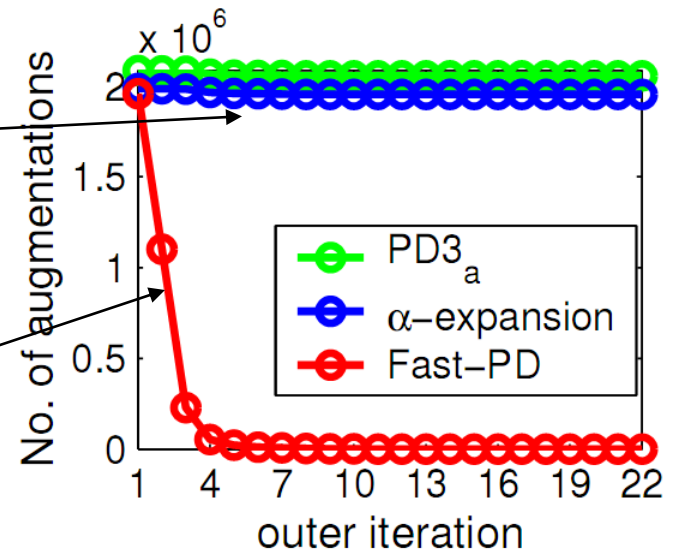 x 10^6
No. of augmentations
2
1.5
1
0.5
0
1 4 7 10 13 16 19 22
outer iteration
PD3_a
α−expansion
Fast−PD